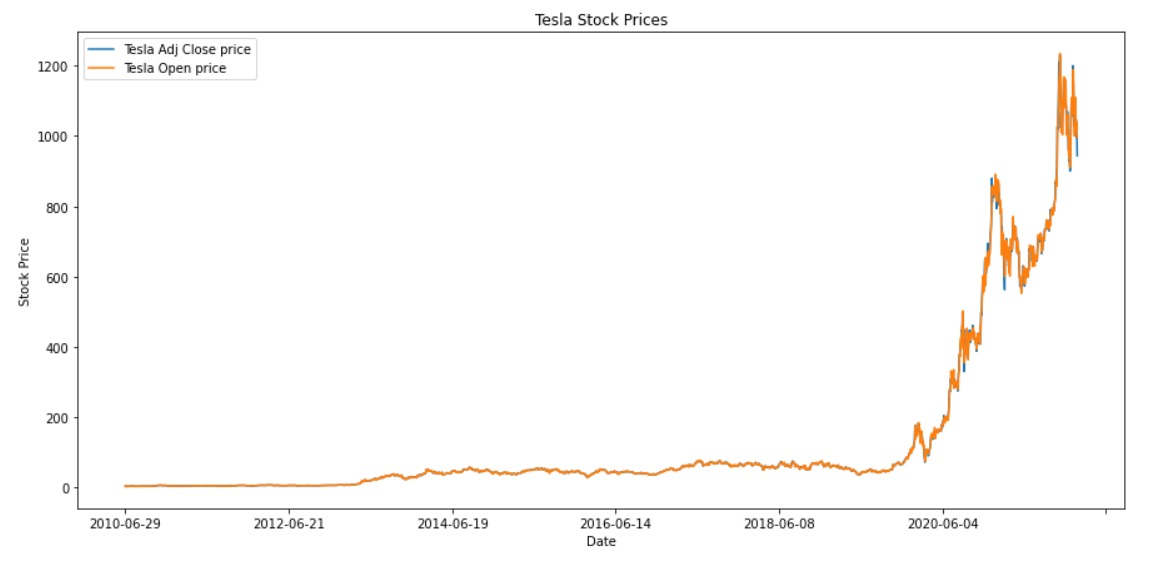 Tesla Stock Prices
Tesla Adj Close price
Tesla Open price
1200
1000
800
600
400
200
0
Stock Price
2010-06-29 2012-06-21 2014-06-19 2016-06-14 2018-06-08 2020-06-04
Date